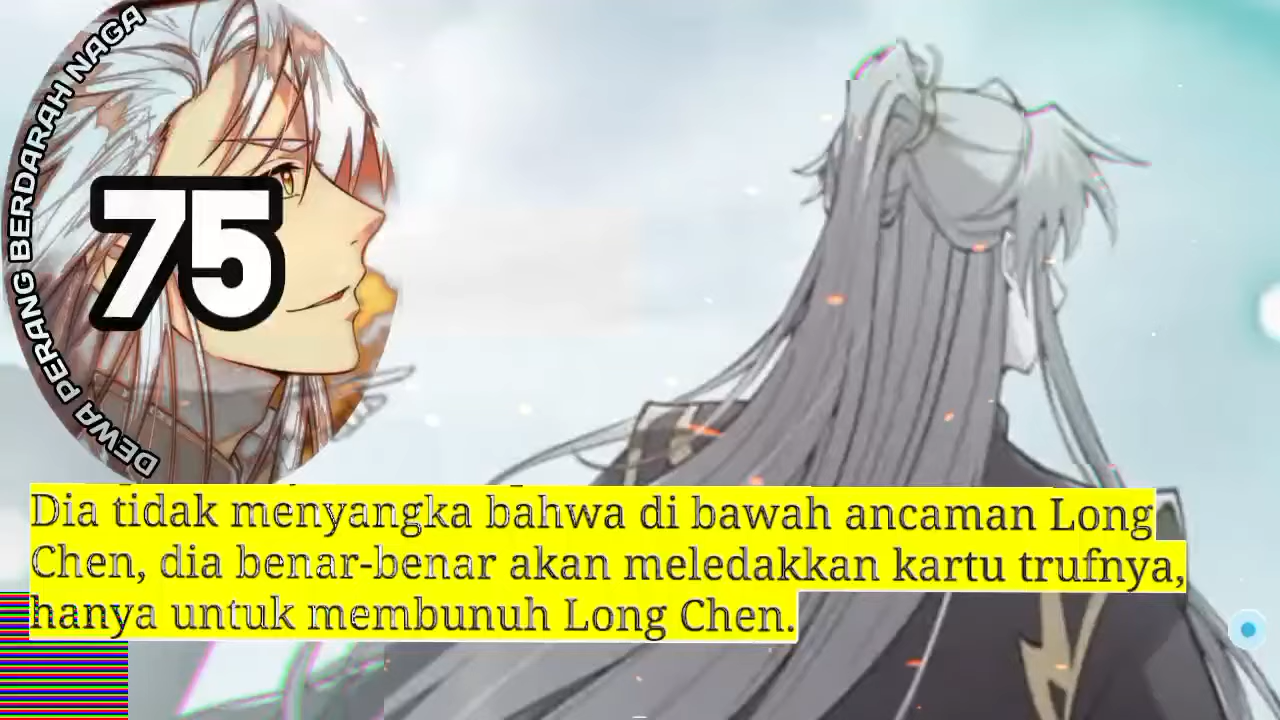 DEWA PERANG BERDARAH NAGA
75
Dia tidak menyangka bahwa di bawah ancaman Long
Chen, dia benar-benar akan meledakkan kartu trufnya,
hanya untuk membunuh Long Chen.